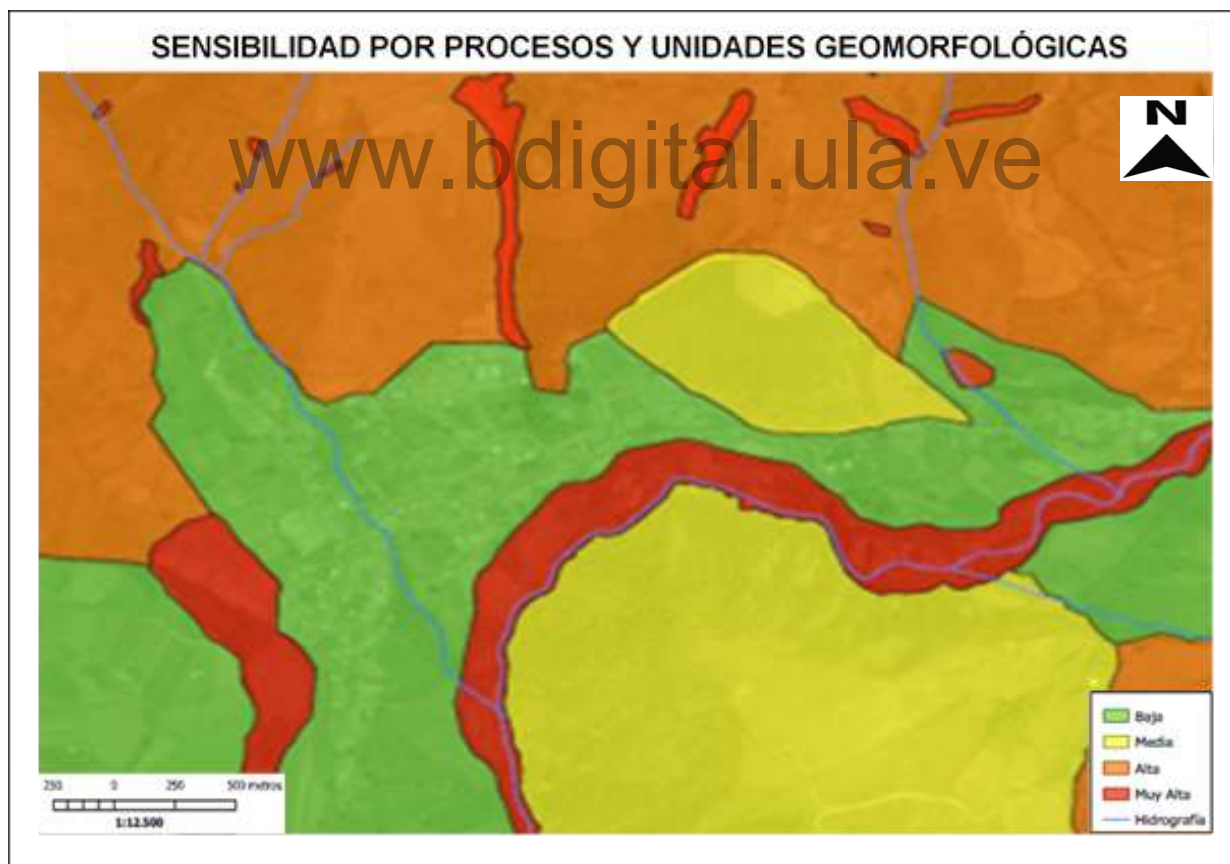 SENSIBILIDAD POR PROCESOS Y UNIDADES GEOMORFOLÓGICAS
www.bdigital.ula.ve
N
Baja
Media
Alta
Muy Alta
Hidrografía
250 0 250 500 metros
1:12.500